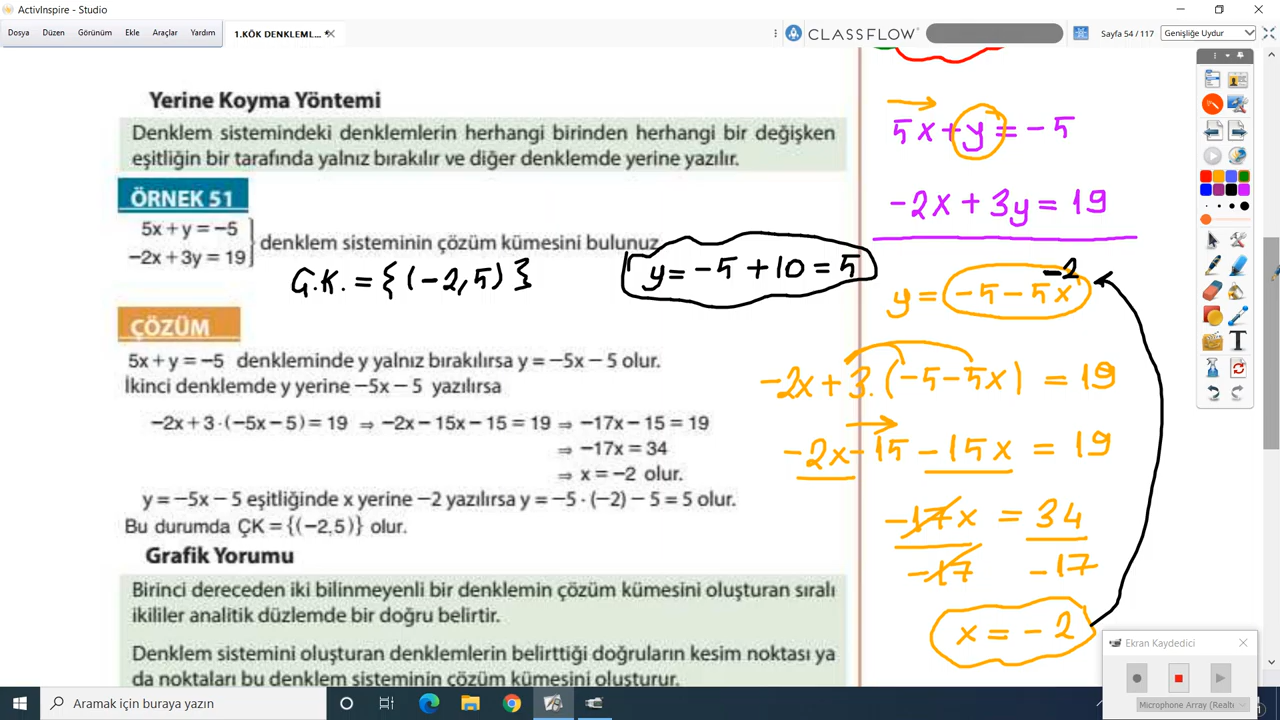 ActivInspire - Studio
Dosya Düzen Görünüm Ekle Araçlar Yardım
1.KÖK DENKLEML...
CLASSFLOW
Sayfa 54 / 117
Genişliğe Uydur
Yerine Koyma Yöntemi
Denklem sistemindeki denklemlerin herhangi birinden herhangi bir değişken
eşitliğin bir tarafında yalnız bırakılır ve diğer denklemde yerine yazılır.
ÖRNEK 51
5x + y = −5
−2x + 3y = 19
denklem sisteminin çözüm kümesini bulunuz
Ç.K. = {(-2,5)}
y = -5 + 10 = 5
ÇÖZÜM
5x + y = −5 denkleminde y yalnız bırakılırsa y = −5x − 5 olur.
İkinci denklemde y yerine −5x − 5 yazılırsa
−2x + 3 · (−5x − 5) = 19 ⇒ −2x − 15x − 15 = 19 ⇒ −17x − 15 = 19
⇒ −17x = 34
⇒ x = −2 olur.
y = −5x − 5 eşitliğinde x yerine −2 yazılırsa y = −5 · (−2) − 5 = 5 olur.
Bu durumda ÇK = {(−2,5)} olur.
Grafik Yorumu
Birinci dereceden iki bilinmeyenli bir denklemin çözüm kümesini oluşturan sıralı
ikililer analitik düzlemde bir doğru belirtir.
Denklem sistemini oluşturan denklemlerin belirttiği doğruların kesim noktası ya
da noktaları bu denklem sisteminin çözüm kümesini oluşturur.
5x + y = -5
-2x + 3y = 19
-2
y = -5 - 5x
-2x + 3.(-5 - 5x) = 19
-2x - 15 - 15x = 19
-17x = 34
-17 -17
x = -2
Ekran Kaydedici
Microphone Array (Realte
Aramak için buraya yazın